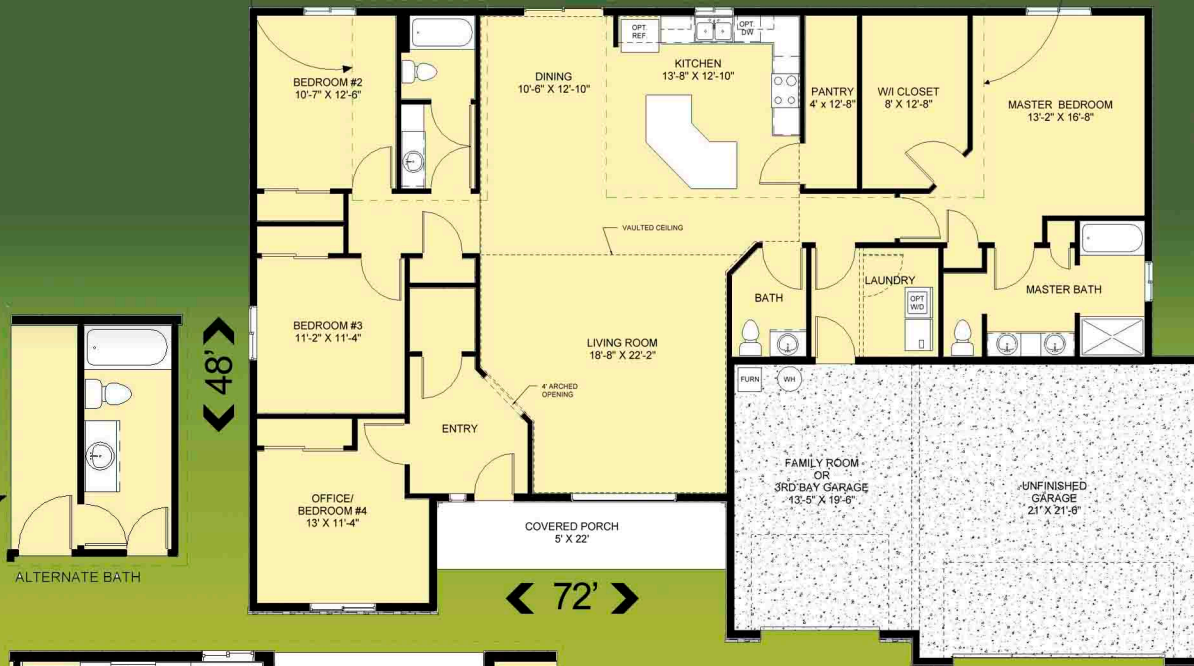 BEDROOM #2
10'-7" X 12'-6"
DINING
10'-6" X 12'-10"
OPT.
REF.
OPT.
DW
KITCHEN
13'-8" X 12'-10"
PANTRY
4' x 12'-8"
W/I CLOSET
8' X 12'-8"
MASTER BEDROOM
13'-2" X 16'-8"
VAULTED CEILING
BEDROOM #3
11'-2" X 11'-4"
LIVING ROOM
18'-8" X 22'-2"
BATH
LAUNDRY
OPT
W/D
MASTER BATH
48'
4' ARCHED
OPENING
ENTRY
FURN
WH
OFFICE/
BEDROOM #4
13' X 11'-4"
FAMILY ROOM
OR
3RD BAY GARAGE
13'-5" X 19'-6"
UNFINISHED
GARAGE
21' X 21'-6"
COVERED PORCH
5' X 22'
ALTERNATE BATH
72'